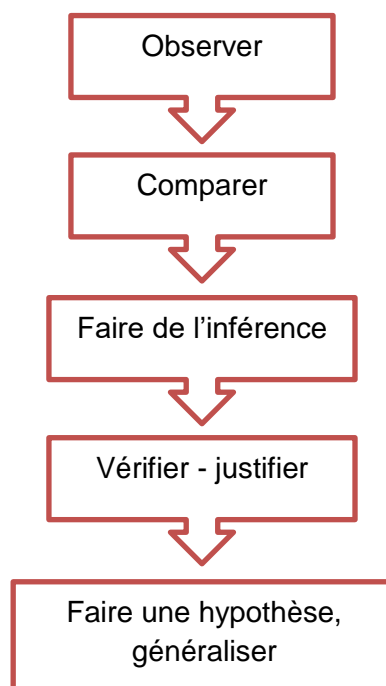 Observer
Comparer
Faire de l’inférence
Vérifier - justifier
Faire une hypothèse,
généraliser